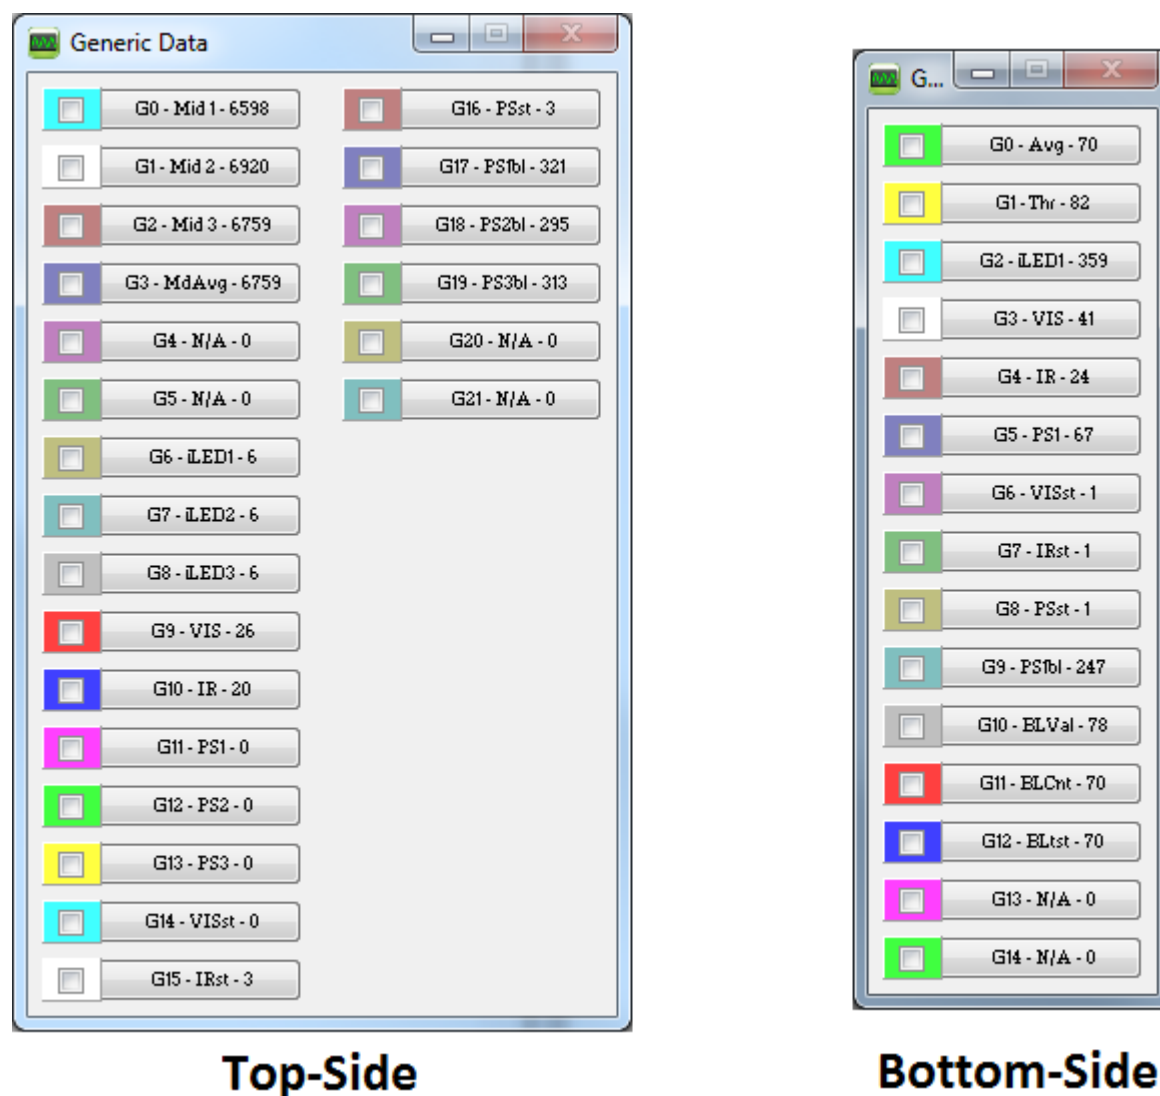 Generic Data
G0 - Mid 1 - 6598
G1 - Mid 2 - 6920
G2 - Mid 3 - 6759
G3 - MdAvg - 6759
G4 - N/A - 0
G5 - N/A - 0
G6 - iLED1 - 6
G7 - iLED2 - 6
G8 - iLED3 - 6
G9 - VIS - 26
G10 - IR - 20
G11 - PS1 - 0
G12 - PS2 - 0
G13 - PS3 - 0
G14 - VISst - 0
G15 - IRst - 3
G16 - PSst - 3
G17 - PS1bl - 321
G18 - PS2bl - 295
G19 - PS3bl - 313
G20 - N/A - 0
G21 - N/A - 0
Top-Side
G...
G0 - Avg - 70
G1 - Thr - 82
G2 - iLED1 - 359
G3 - VIS - 41
G4 - IR - 24
G5 - PS1 - 67
G6 - VISst - 1
G7 - IRst - 1
G8 - PSst - 1
G9 - PS1bl - 247
G10 - BLVal - 78
G11 - BLCnt - 70
G12 - BLtst - 70
G13 - N/A - 0
G14 - N/A - 0
Bottom-Side